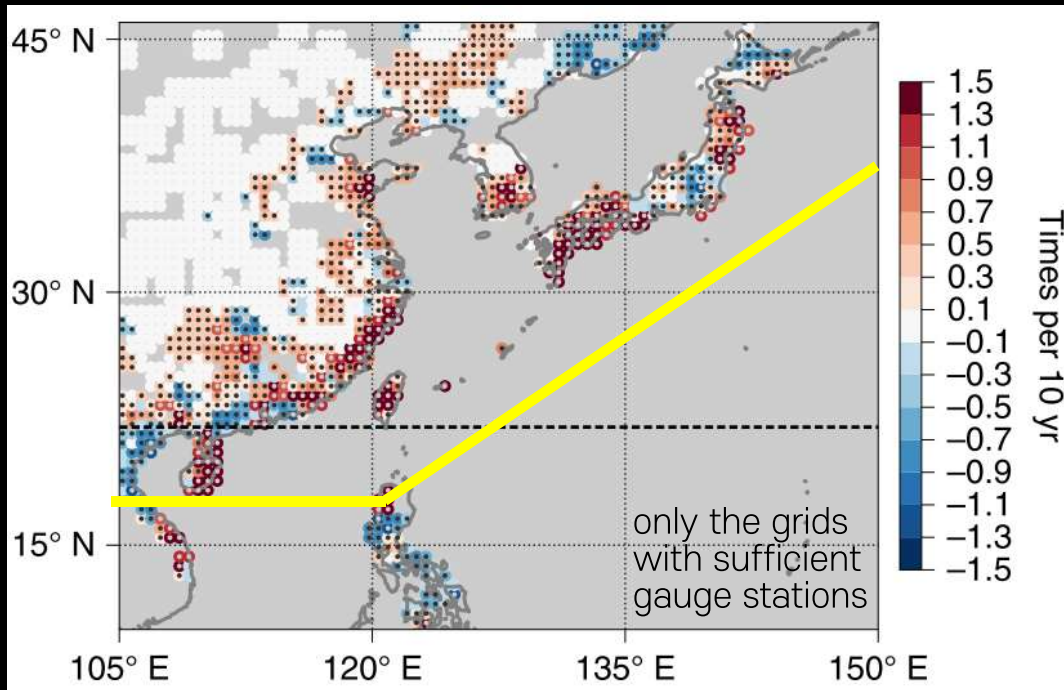 45° N
30° N
15° N
105° E
120° E
135° E
150° E
only the grids
with sufficient
gauge stations
1.5
1.3
1.1
0.9
0.7
0.5
0.3
0.1
−0.1
−0.3
−0.5
−0.7
−0.9
−1.1
−1.3
−1.5
Times per 10 yr